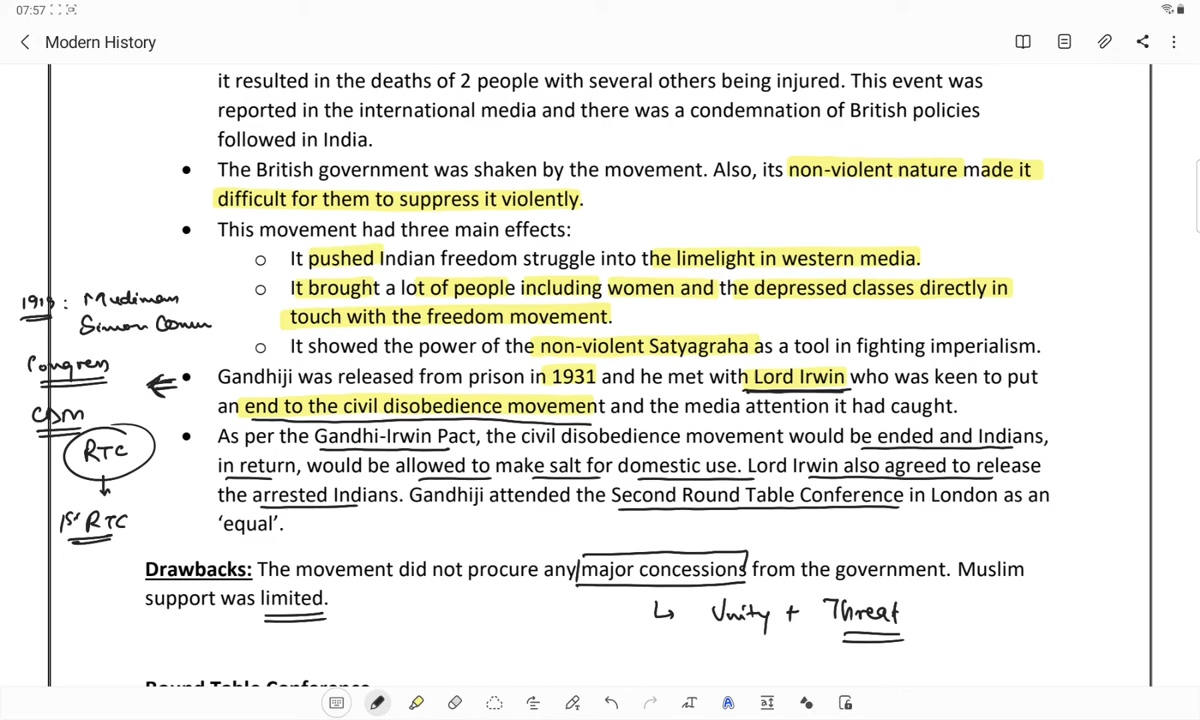 07:57
Modern History
it resulted in the deaths of 2 people with several others being injured. This event was
reported in the international media and there was a condemnation of British policies
followed in India.
• The British government was shaken by the movement. Also, its non-violent nature made it
difficult for them to suppress it violently.
• This movement had three main effects:
o It pushed Indian freedom struggle into the limelight in western media.
o It brought a lot of people including women and the depressed classes directly in
touch with the freedom movement.
o It showed the power of the non-violent Satyagraha as a tool in fighting imperialism.
1919: Mudiman
Simon Comm
Congress
CDM
RTC
1st RTC
• Gandhiji was released from prison in 1931 and he met with Lord Irwin who was keen to put
an end to the civil disobedience movement and the media attention it had caught.
• As per the Gandhi-Irwin Pact, the civil disobedience movement would be ended and Indians,
in return, would be allowed to make salt for domestic use. Lord Irwin also agreed to release
the arrested Indians. Gandhiji attended the Second Round Table Conference in London as an
‘equal’.
Drawbacks: The movement did not procure any major concessions from the government. Muslim
support was limited.
Unity + Threat
Round Table Conference